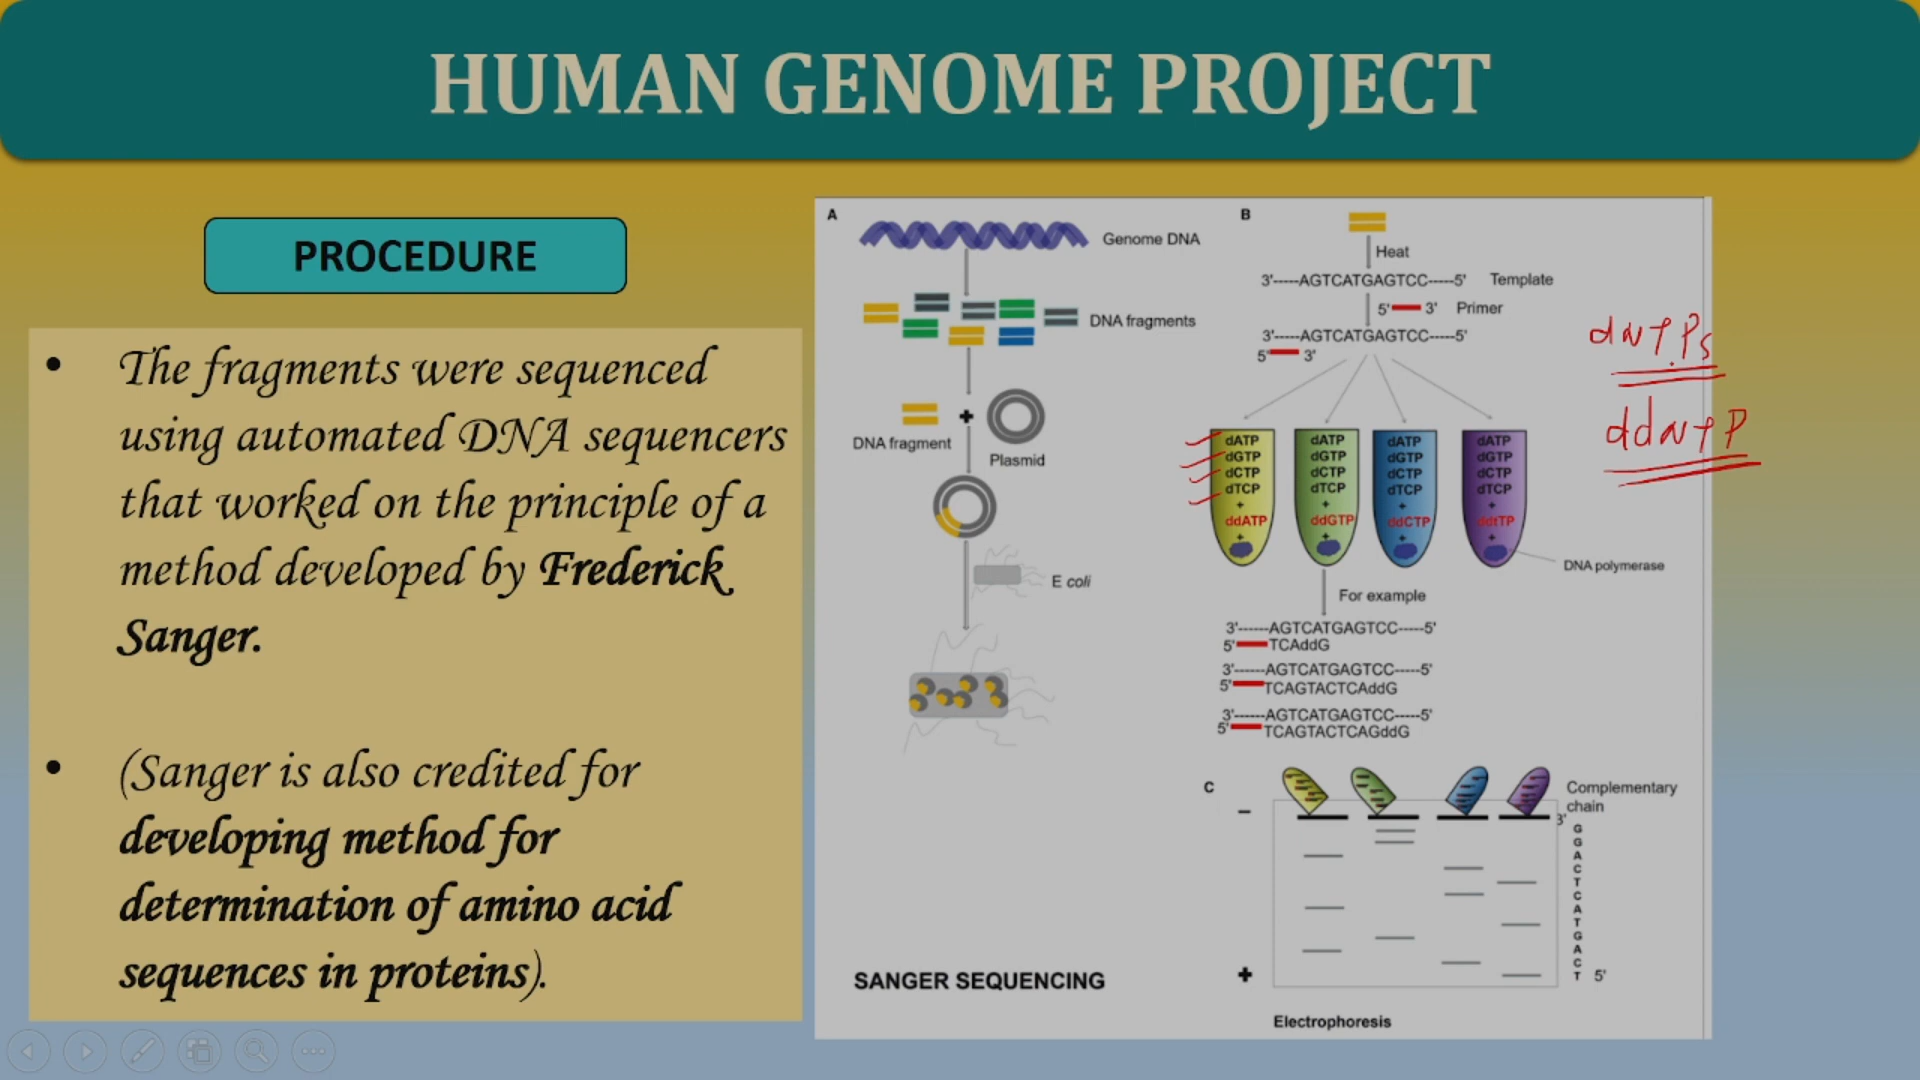 HUMAN GENOME PROJECT
PROCEDURE
• The fragments were sequenced
using automated DNA sequencers
that worked on the principle of a
method developed by Frederick
Sanger.
• (Sanger is also credited for
developing method for
determination of amino acid
sequences in proteins).
A
Genome DNA
DNA fragments
+
DNA fragment
Plasmid
E coli
SANGER SEQUENCING
B
Heat
3'-----AGTCATGAGTCC-----5' Template
5' 3' Primer
3'-----AGTCATGAGTCC-----5'
5' 3'
dATP dATP dATP dATP
dGTP dGTP dGTP dGTP
dCTP dCTP dCTP dCTP
dTCP dTCP dTCP dTCP
+ + + +
ddATP ddGTP ddCTP ddtTP
+ + + +
DNA polymerase
For example
3'------AGTCATGAGTCC-----5'
5' TCAddG
3'------AGTCATGAGTCC-----5'
5' TCAGTACTCAddG
3'------AGTCATGAGTCC-----5'
5' TCAGTACTCAGddG
dNTPs
ddNTP
C
−
Complementary
chain
3'
G
G
A
C
T
C
A
T
G
A
C
T 5'
+
Electrophoresis